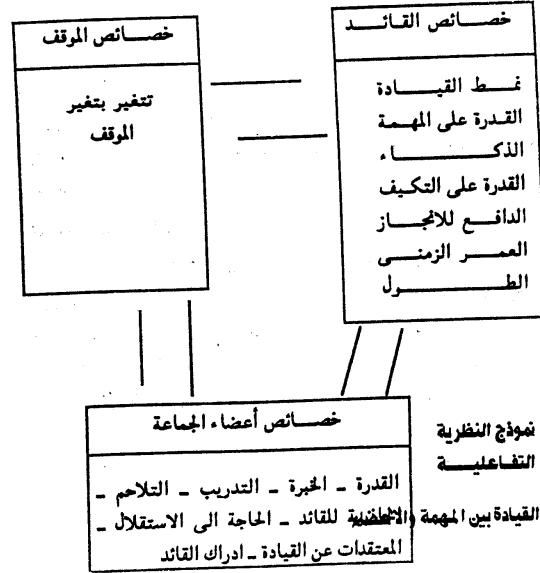 خصائص القائد
نمط القيادة
القدرة على المهمة
الذكاء
القدرة على التكيف
الدافع للانجاز
العمر الزمنى
الطول
خصائص الموقف
تتغير بتغير
الموقف
خصائص أعضاء الجماعة
القدرة ـ الخبرة ـ التدريب ـ التلاحم ـ
للقائد ـ الحاجة الى الاستقلال ـ
المعتقدات عن القيادة ـ ادراك القائد
نموذج النظرية
التفاعلية
القيادة بين المهمة